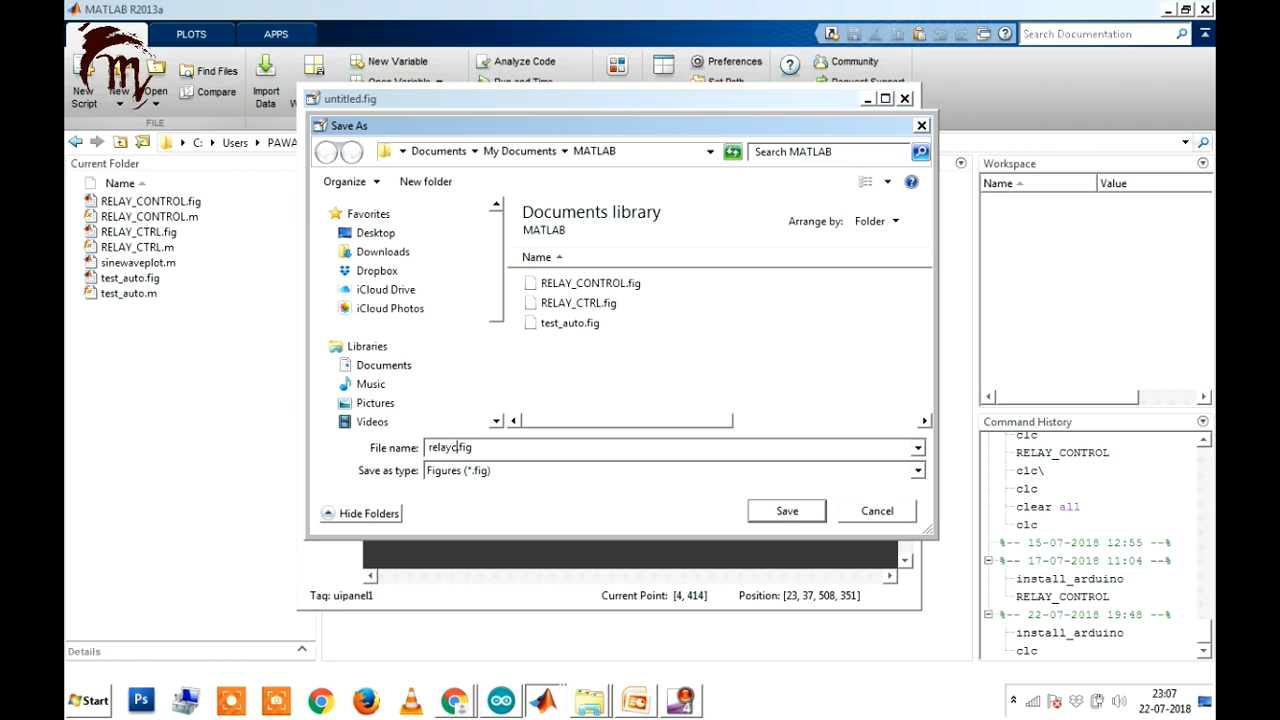 MATLAB R2013a
PLOTS
APPS
Search Documentation
New Script
New
Open
Find Files
Compare
Import Data
New Variable
Analyze Code
Preferences
Community
FILE
C: Users PAWA
Current Folder
Name
RELAY_CONTROL.fig
RELAY_CONTROL.m
RELAY_CTRL.fig
RELAY_CTRL.m
sinewaveplot.m
test_auto.fig
test_auto.m
Details
untitled.fig
Save As
Documents My Documents MATLAB
Search MATLAB
Organize
New folder
Favorites
Desktop
Downloads
Dropbox
iCloud Drive
iCloud Photos
Libraries
Documents
Music
Pictures
Videos
Documents library
MATLAB
Arrange by: Folder
Name
RELAY_CONTROL.fig
RELAY_CTRL.fig
test_auto.fig
File name: relayc.fig
Save as type: Figures (*.fig)
Hide Folders
Save
Cancel
Tag: uipanel1
Current Point: [4, 414]
Position: [23, 37, 508, 351]
Workspace
Name
Value
Command History
clc
RELAY_CONTROL
clc\
clc
clear all
clc
%-- 15-07-2018 12:55 --%
%-- 17-07-2018 11:04 --%
install_arduino
RELAY_CONTROL
%-- 22-07-2018 19:48 --%
install_arduino
clc
Start
Ps
23:07
22-07-2018